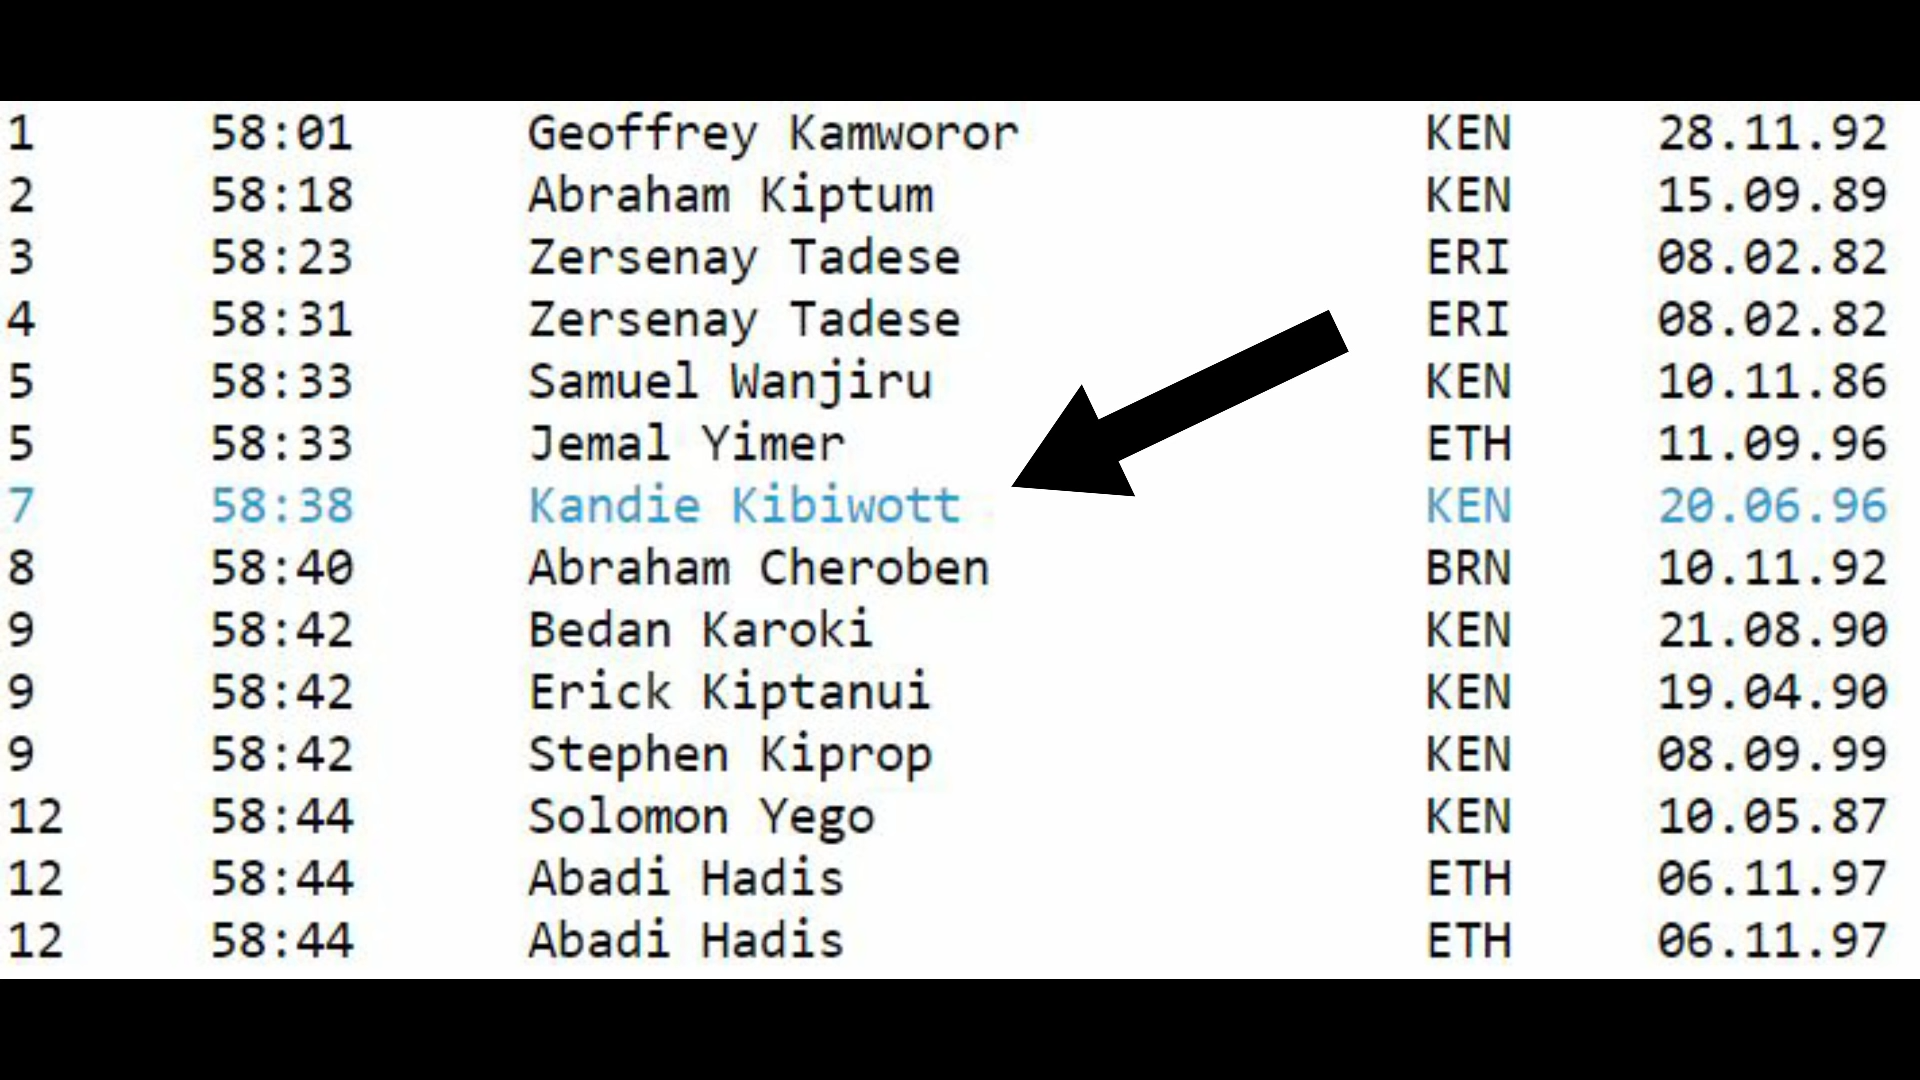 1 58:01 Geoffrey Kamworor KEN 28.11.92
2 58:18 Abraham Kiptum KEN 15.09.89
3 58:23 Zersenay Tadese ERI 08.02.82
4 58:31 Zersenay Tadese ERI 08.02.82
5 58:33 Samuel Wanjiru KEN 10.11.86
5 58:33 Jemal Yimer ETH 11.09.96
7 58:38 Kandie Kibiwott KEN 20.06.96
8 58:40 Abraham Cheroben BRN 10.11.92
9 58:42 Bedan Karoki KEN 21.08.90
9 58:42 Erick Kiptanui KEN 19.04.90
9 58:42 Stephen Kiprop KEN 08.09.99
12 58:44 Solomon Yego KEN 10.05.87
12 58:44 Abadi Hadis ETH 06.11.97
12 58:44 Abadi Hadis ETH 06.11.97